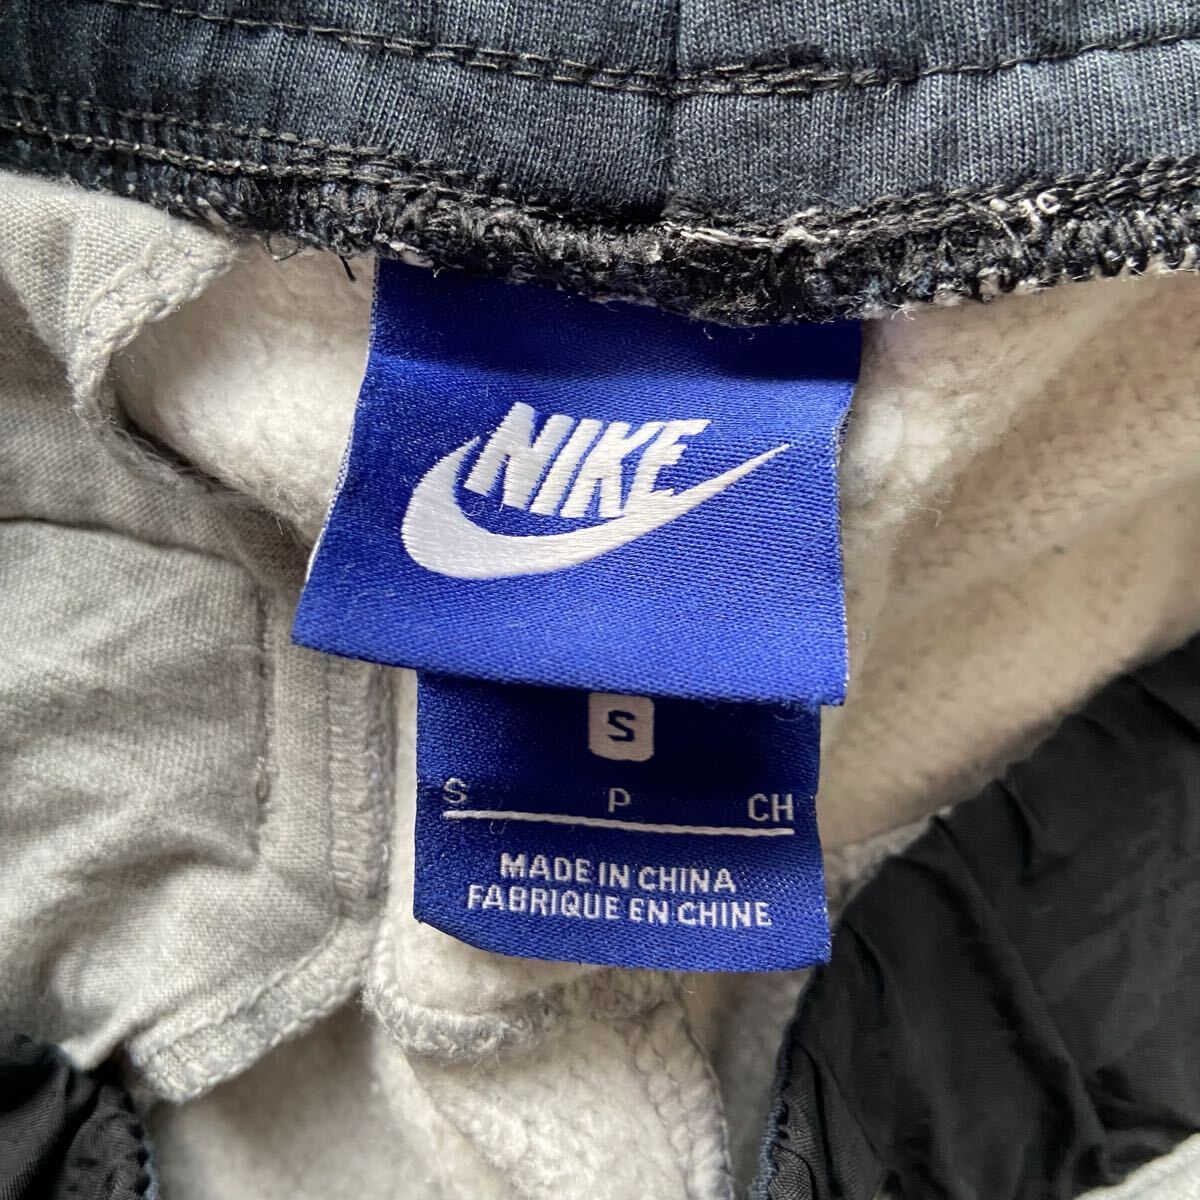 NIKE
S
S P CH
MADE IN CHINA
FABRIQUE EN CHINE